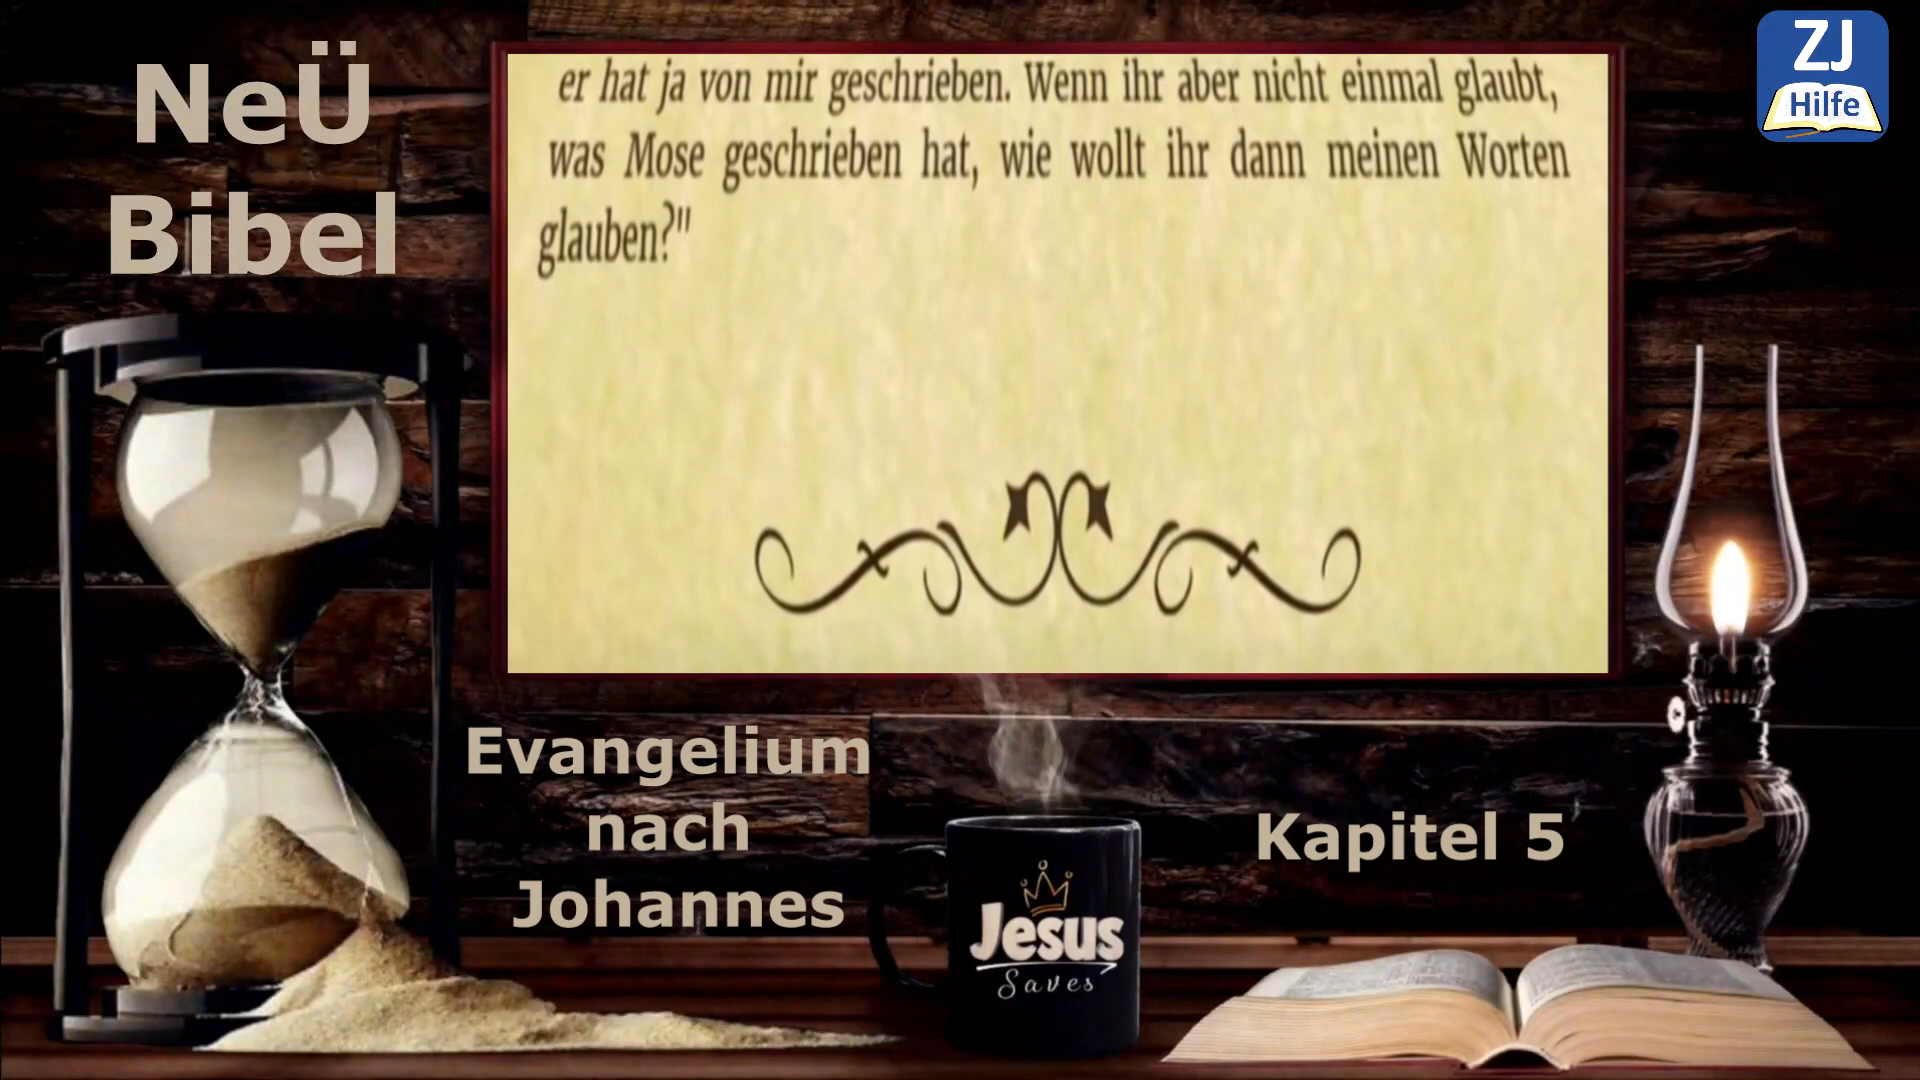 NeÜ
Bibel
er hat ja von mir geschrieben. Wenn ihr aber nicht einmal glaubt,
was Mose geschrieben hat, wie wollt ihr dann meinen Worten
glauben?"
ZJ
Hilfe
Evangelium
nach
Johannes
Kapitel 5
Jesus
Saves